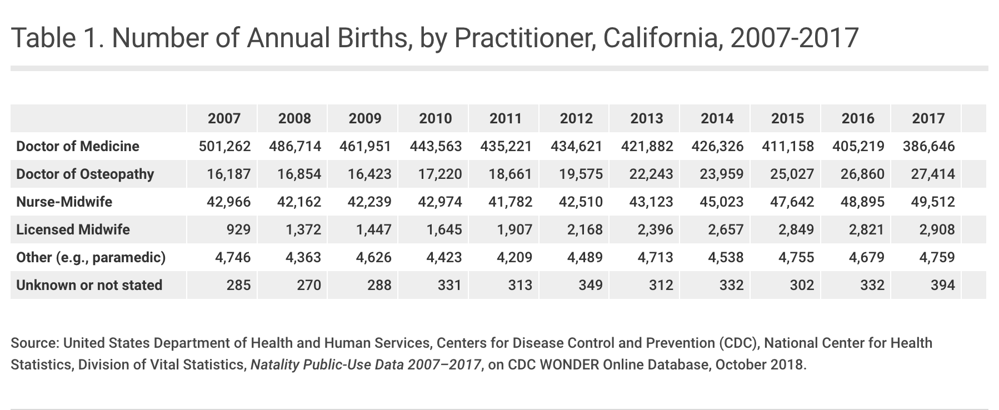 Table 1. Number of Annual Births, by Practitioner, California, 2007-2017
2007 2008 2009 2010 2011 2012 2013 2014 2015 2016 2017
Doctor of Medicine 501,262 486,714 461,951 443,563 435,221 434,621 421,882 426,326 411,158 405,219 386,646
Doctor of Osteopathy 16,187 16,854 16,423 17,220 18,661 19,575 22,243 23,959 25,027 26,860 27,414
Nurse-Midwife 42,966 42,162 42,239 42,974 41,782 42,510 43,123 45,023 47,642 48,895 49,512
Licensed Midwife 929 1,372 1,447 1,645 1,907 2,168 2,396 2,657 2,849 2,821 2,908
Other (e.g., paramedic) 4,746 4,363 4,626 4,423 4,209 4,489 4,713 4,538 4,755 4,679 4,759
Unknown or not stated 285 270 288 331 313 349 312 332 302 332 394
Source: United States Department of Health and Human Services, Centers for Disease Control and Prevention (CDC), National Center for Health
Statistics, Division of Vital Statistics, Natality Public-Use Data 2007–2017, on CDC WONDER Online Database, October 2018.